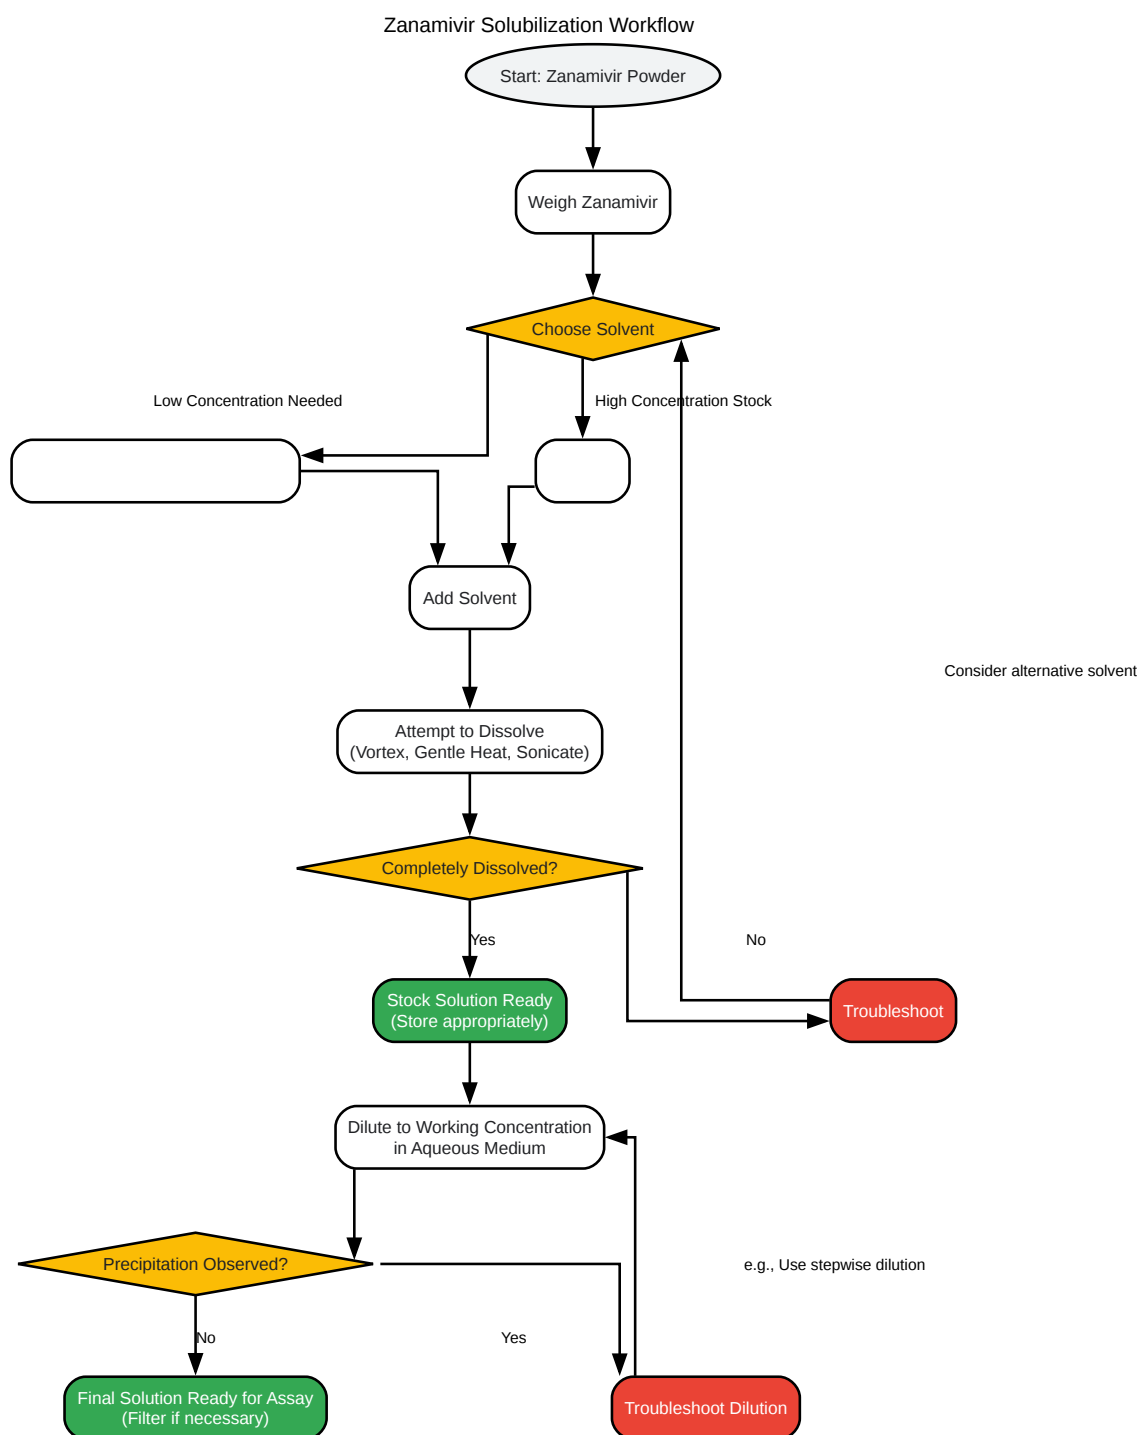 Zanamivir Solubilization Workflow
Start: Zanamivir Powder
Weigh Zanamivir
Choose Solvent
Low Concentration Needed
High Concentration Stock
Add Solvent
Consider alternative solvent
Attempt to Dissolve
(Vortex, Gentle Heat, Sonicate)
Completely Dissolved?
Yes
No
Stock Solution Ready
(Store appropriately)
Troubleshoot
Dilute to Working Concentration
in Aqueous Medium
Precipitation Observed?
e.g., Use stepwise dilution
No
Yes
Final Solution Ready for Assay
(Filter if necessary)
Troubleshoot Dilution